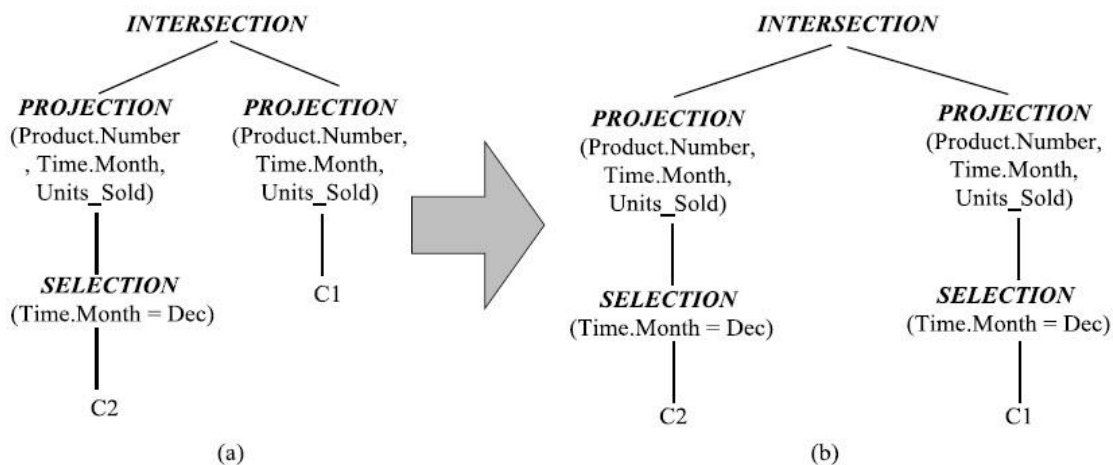 INTERSECTION
PROJECTION
(Product.Number
, Time.Month,
Units_Sold)
PROJECTION
(Product.Number,
Time.Month,
Units_Sold)
SELECTION
(Time.Month = Dec)
C1
C2
(a)
INTERSECTION
PROJECTION
(Product.Number,
Time.Month,
Units_Sold)
PROJECTION
(Product.Number,
Time.Month,
Units_Sold)
SELECTION
(Time.Month = Dec)
SELECTION
(Time.Month = Dec)
C2
C1
(b)